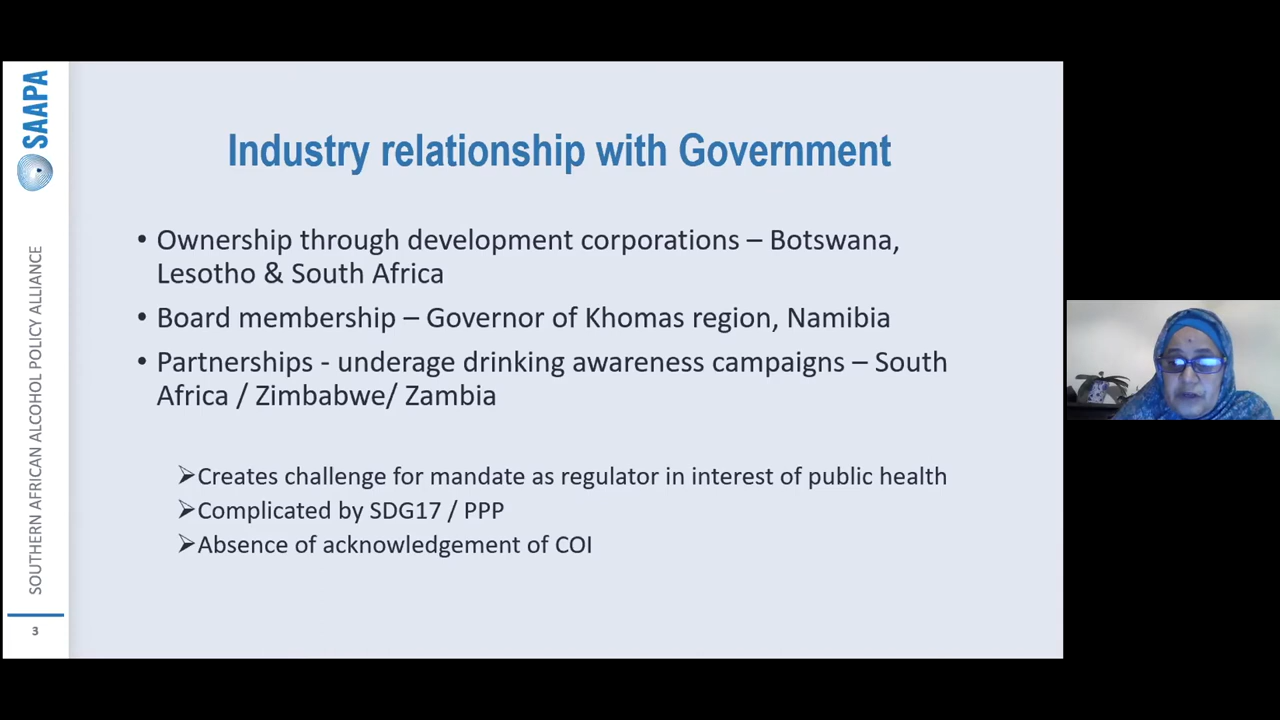 SAAPA
SOUTHERN AFRICAN ALCOHOL POLICY ALLIANCE
3
Industry relationship with Government
• Ownership through development corporations – Botswana,
Lesotho & South Africa
• Board membership – Governor of Khomas region, Namibia
• Partnerships - underage drinking awareness campaigns – South
Africa / Zimbabwe/ Zambia
➢Creates challenge for mandate as regulator in interest of public health
➢Complicated by SDG17 / PPP
➢Absence of acknowledgement of COI